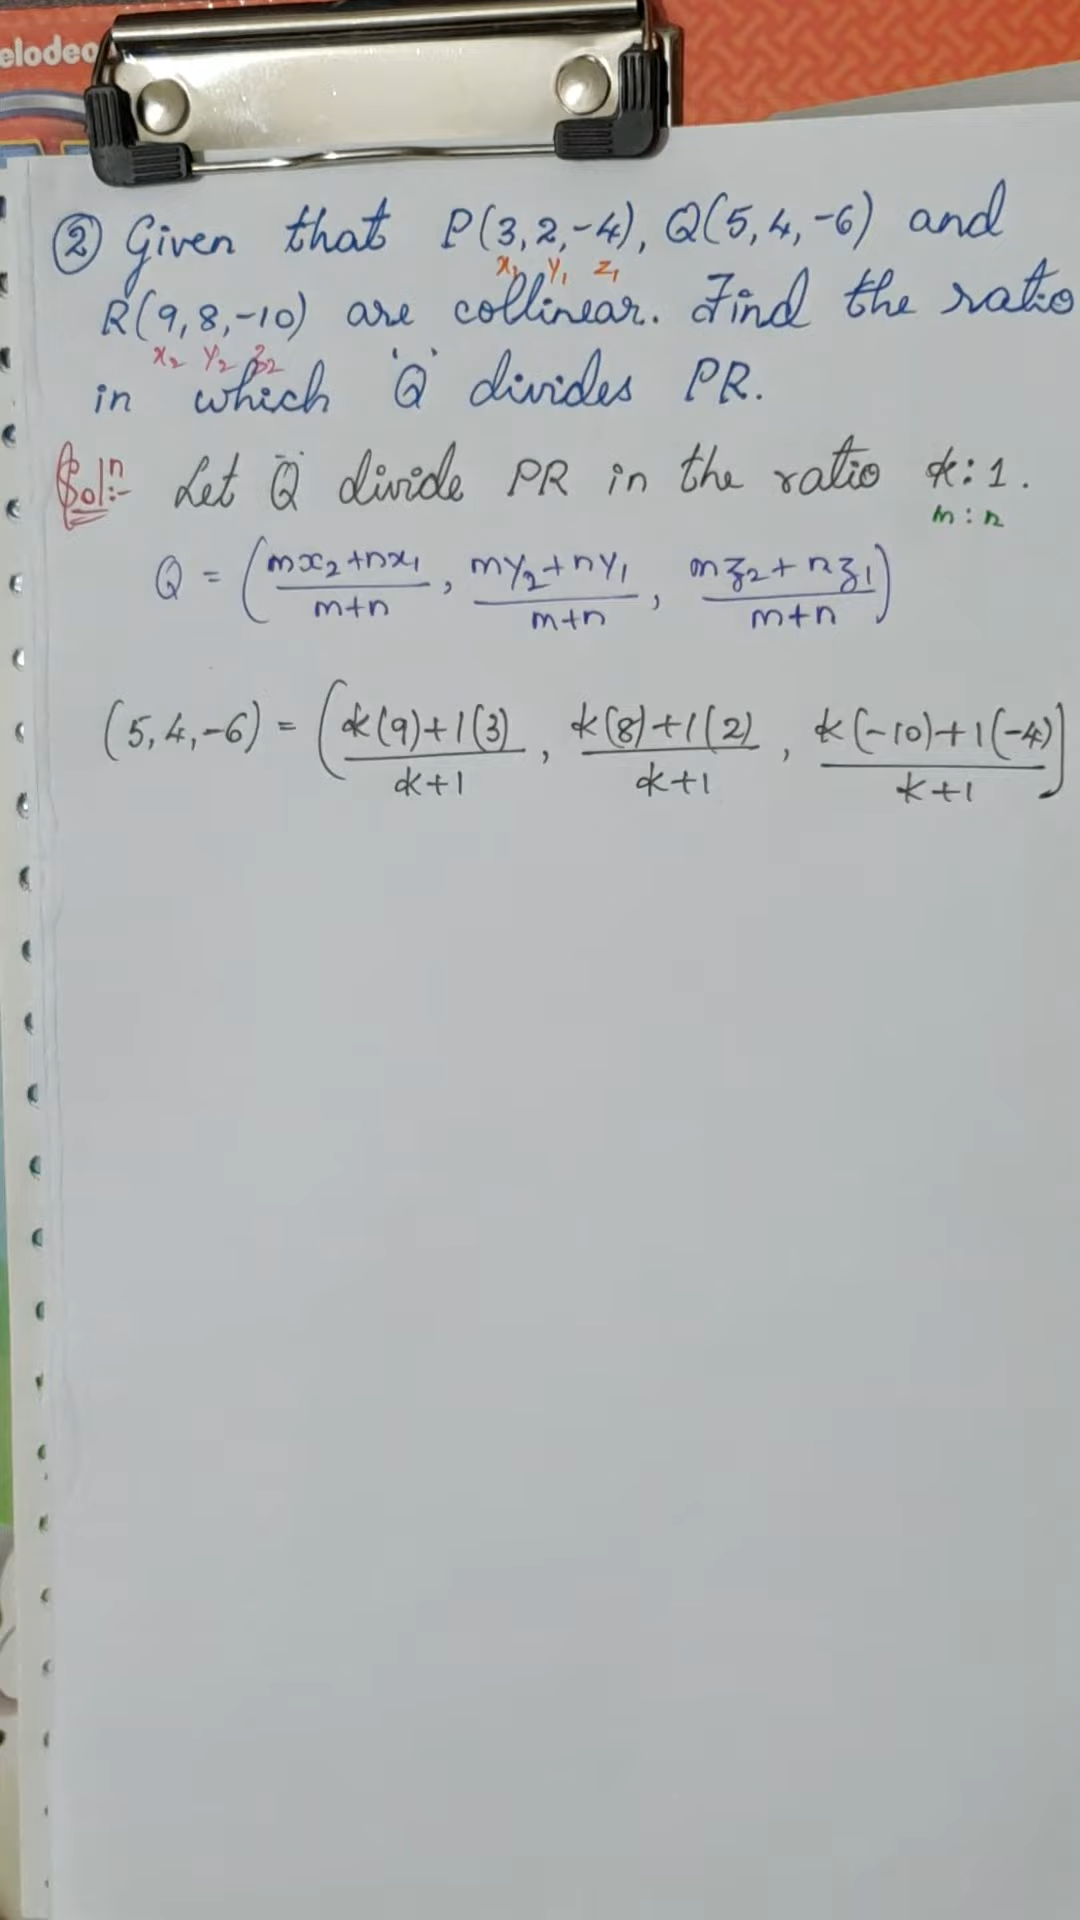 elodeo
② Given that P(3,2,-4), Q(5,4,-6) and
x₁ y₁ z₁
R(9,8,-10) are collinear. Find the ratio
x₂ y₂ z₂
in which 'Q' divides PR.
Solⁿ:- Let Q divide PR in the ratio k:1.
m:n
Q = ( (mx₂+nx₁)/(m+n) , (my₂+ny₁)/(m+n) , (mz₂+nz₁)/(m+n) )
(5,4,-6) = ( (k(9)+1(3))/(k+1) , (k(8)+1(2))/(k+1) , (k(-10)+1(-4))/(k+1) )